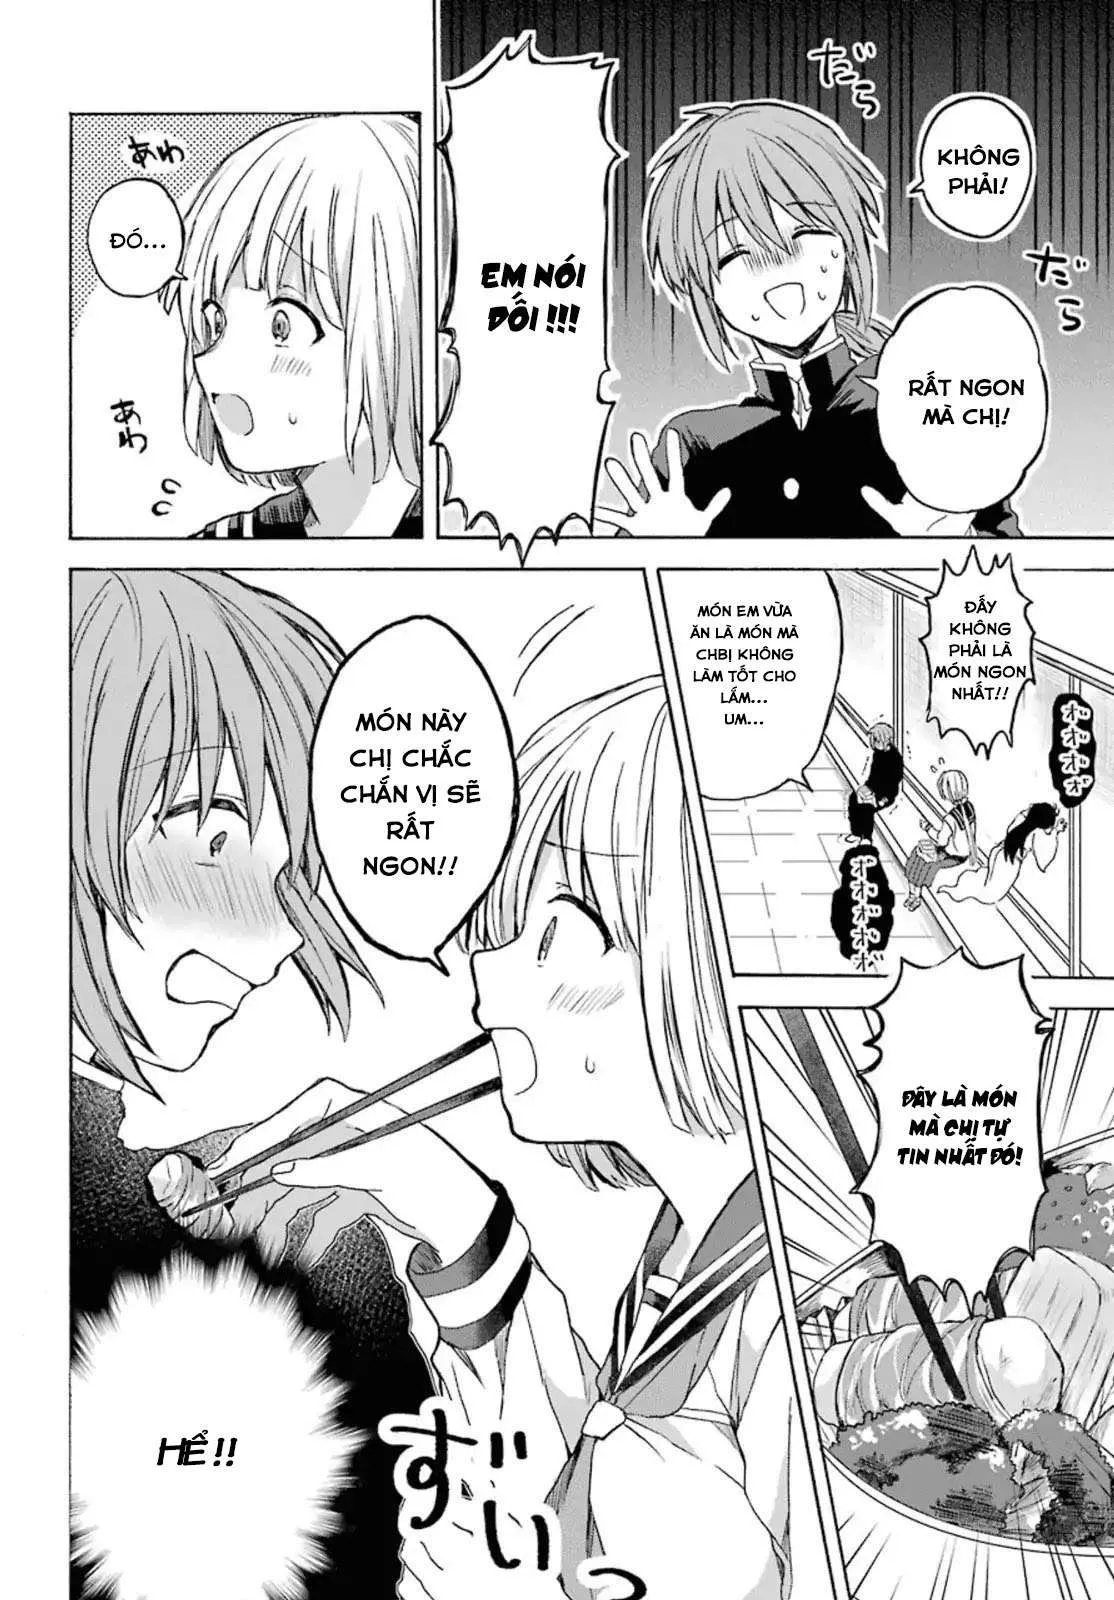 だら
KHÔNG
PHẢI!
だら
RẤT NGON
MÀ CHỊ!
EM NÓI
DỐI!!!
あわ
ĐÓ...
あわ
ĐẤY
KHÔNG
PHẢI LÀ
MÓN NGON
NHẤT!!
MÓN EM VỪA
ĂN LÀ MÓN MÀ
CHBỊ KHÔNG
LÀM TỐT CHO
LẮM...
UM...
オオオオ
オオオオオ
MÓN NÀY
CHỊ CHẮC
CHẮN VỊ SẼ
RẤT
NGON!!
ĐÂY LÀ MÓN
MÀ CHỊ TỰ
TIN NHẤT ĐÓ!
HỂ!!
ずいっ